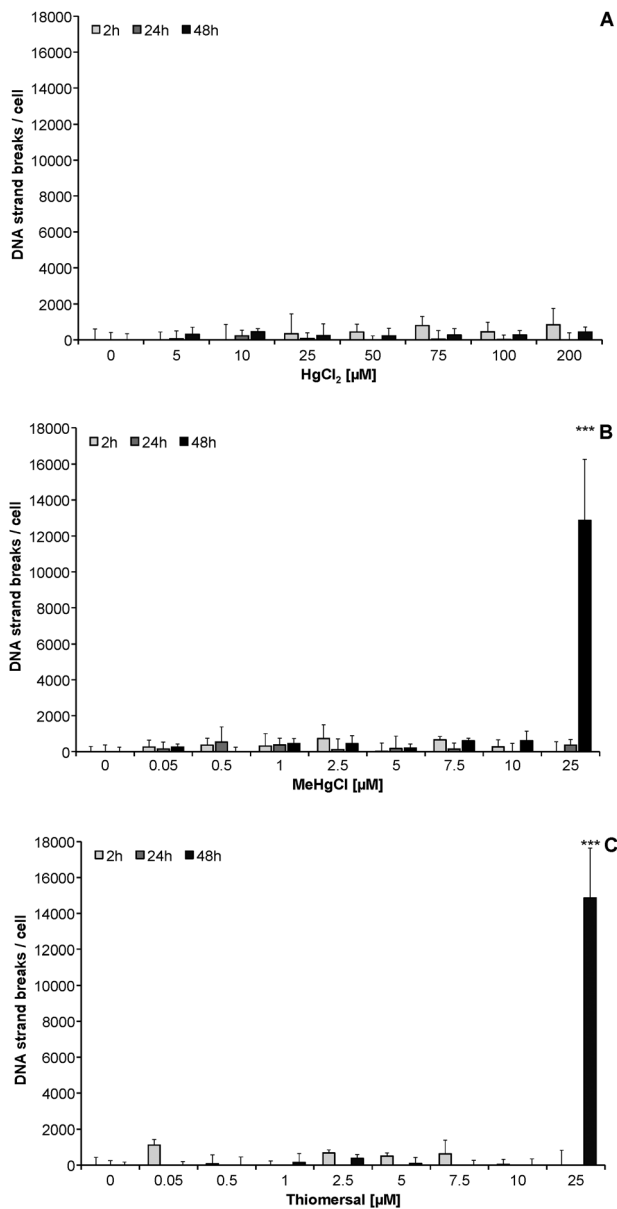 A
2h 24h 48h
DNA strand breaks / cell
18000
16000
14000
12000
10000
8000
6000
4000
2000
0
0 5 10 25 50 75 100 200
HgCl₂ [µM]
*** B
2h 24h 48h
DNA strand breaks / cell
18000
16000
14000
12000
10000
8000
6000
4000
2000
0
0 0.05 0.5 1 2.5 5 7.5 10 25
MeHgCl [µM]
*** C
2h 24h 48h
DNA strand breaks / cell
18000
16000
14000
12000
10000
8000
6000
4000
2000
0
0 0.05 0.5 1 2.5 5 7.5 10 25
Thiomersal [µM]